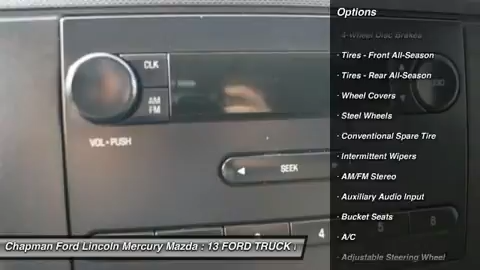 Options
4-Wheel Disc Brakes
Tires - Front All-Season
Tires - Rear All-Season
Wheel Covers
Steel Wheels
Conventional Spare Tire
Intermittent Wipers
AM/FM Stereo
Auxiliary Audio Input
Bucket Seats
A/C
Adjustable Steering Wheel
CLK
AM
FM
VOL•PUSH
SEEK
5
6
Chapman Ford Lincoln Mercury Mazda : 13 FORD TRUCK